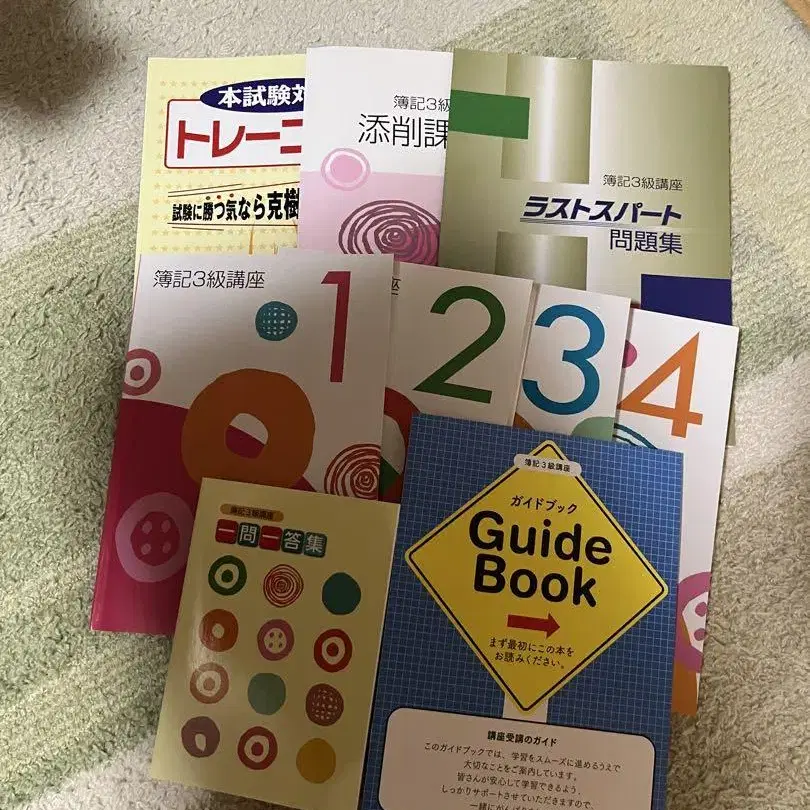 本試験対
トレーニ
試験に勝つ気なら克樹
簿記3級
添削課
簿記3級講座
ラストスパート
問題集
簿記3級講座
1
座
2
3
4
簿記3級講座
一問一答集
簿記3級講座
ガイドブック
Guide
Book
まず最初にこの本を
お読みください。
講座受講のガイド
このガイドブックでは、学習をスムーズに進めるうえで
大切なことをご案内しています。
皆さんが安心して学習できるよう、
しっかりサポートさせていただきますので、